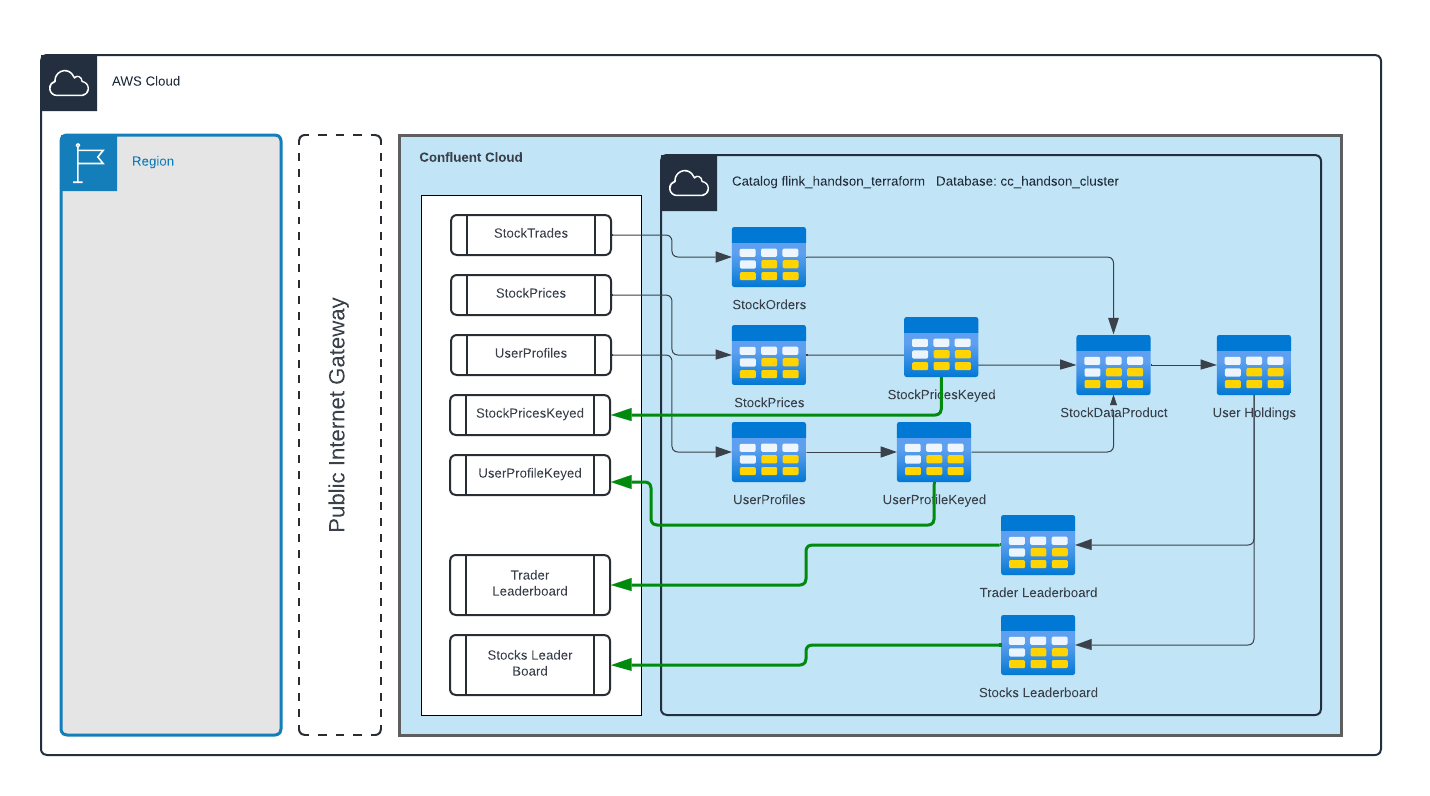 AWS Cloud
Region
Public Internet Gateway
Confluent Cloud
StockTrades
StockPrices
UserProfiles
StockPricesKeyed
UserProfileKeyed
Trader
Leaderboard
Stocks Leader
Board
Catalog flink_handson_terraform Database: cc_handson_cluster
StockOrders
StockPrices
StockPricesKeyed
StockDataProduct
User Holdings
UserProfiles
UserProfileKeyed
Trader Leaderboard
Stocks Leaderboard